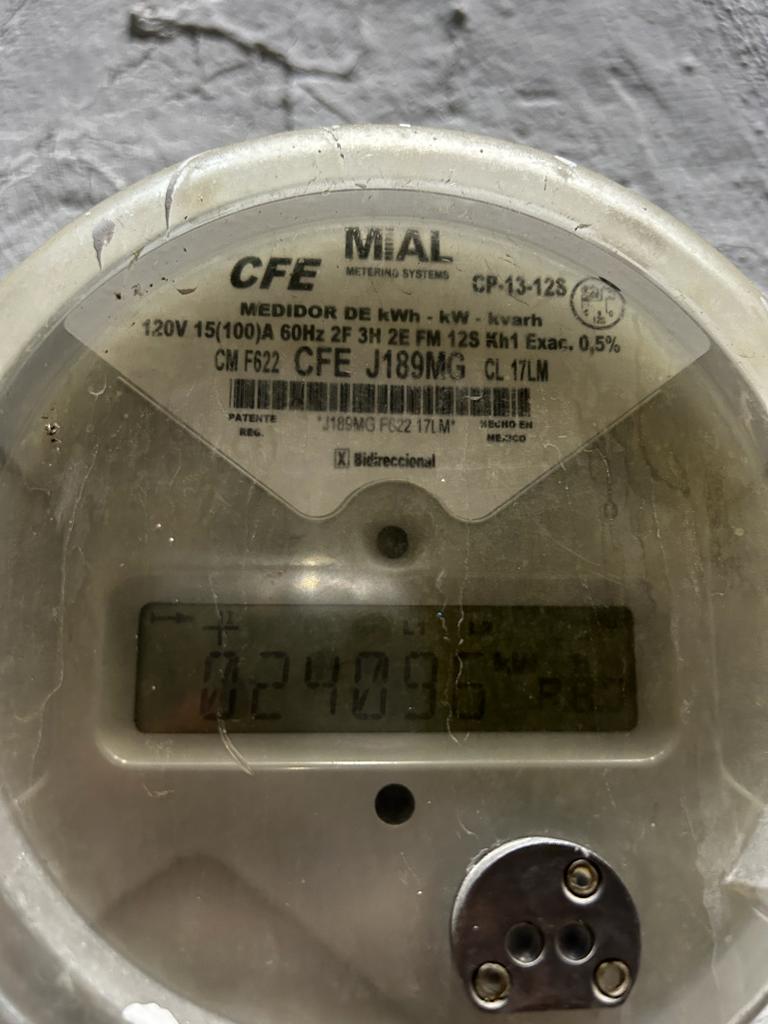 MIAL
METERING SYSTEMS
CFE
CP-13-12S
MEDIDOR DE kWh - kW - kvarh
120V 15(100)A 60Hz 2F 3H 2E FM 12S Kh1 Exac. 0,5%
CM F622 CFE J189MG CL 17LM
PATENTE REG.
*J189MG F622 17LM*
HECHO EN MEXICO
X Bidireccional
L1
024096